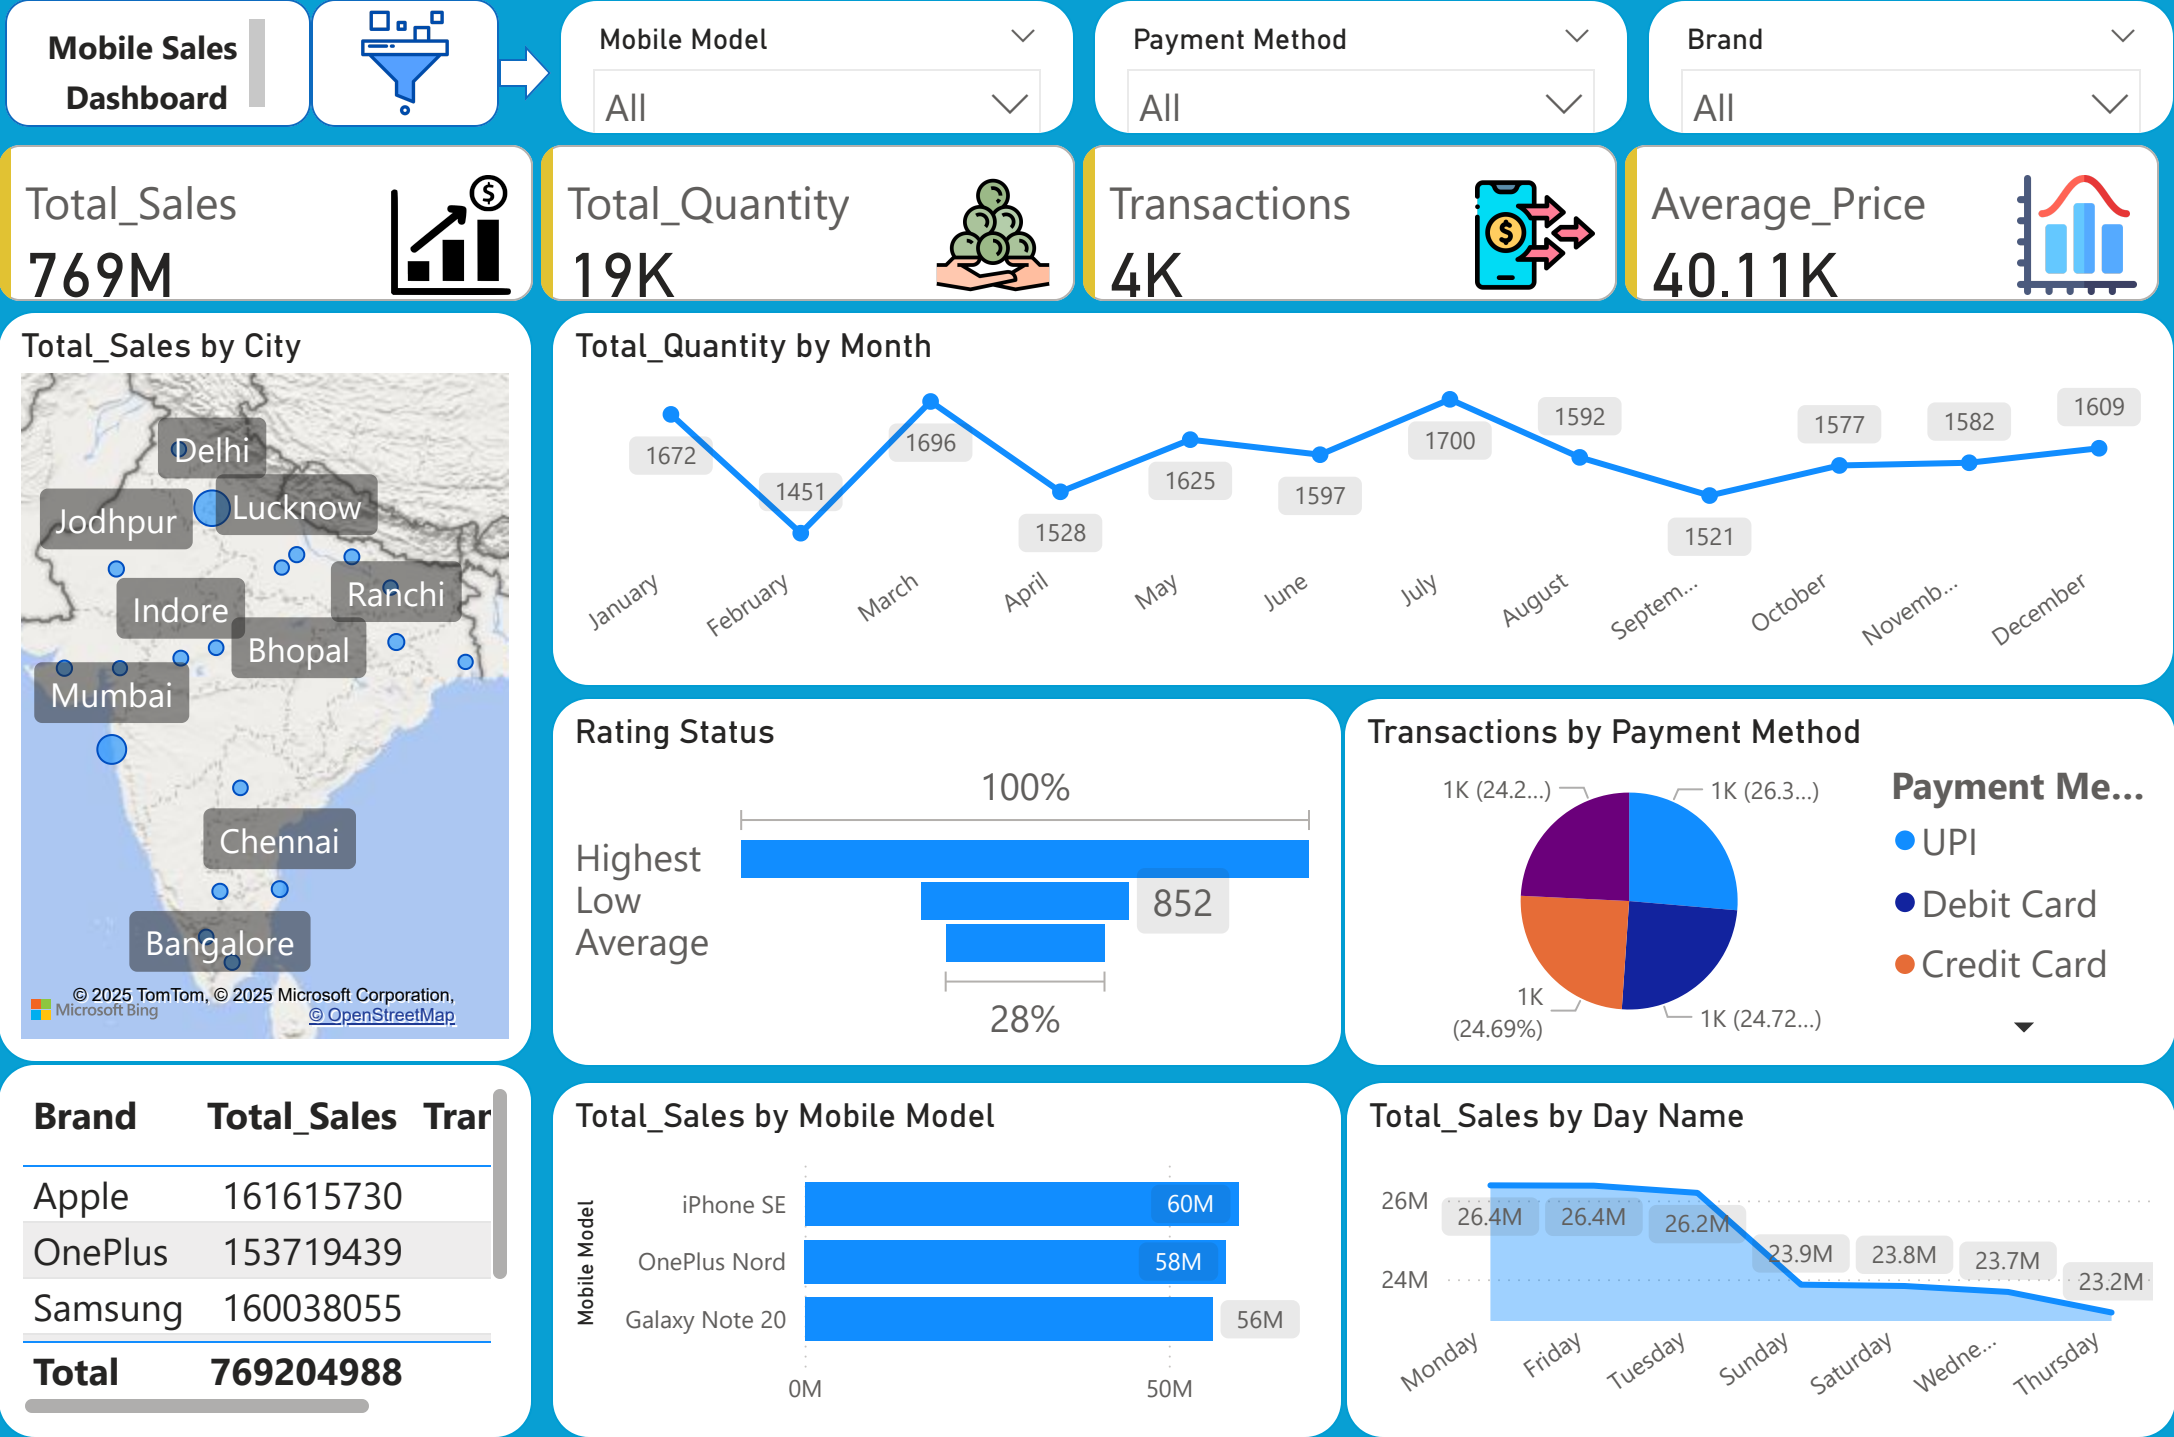 Mobile Sales
Dashboard
Mobile Model
All
Payment Method
All
Brand
All
Total_Sales
769M
Total_Quantity
19K
Transactions
4K
Average_Price
40.11K
Total_Sales by City
Delhi
Lucknow
Jodhpur
Ranchi
Indore
Bhopal
Mumbai
Chennai
Bangalore
© 2025 TomTom, © 2025 Microsoft Corporation,
© OpenStreetMap
Microsoft Bing
Total_Quantity by Month
1672
1451
1696
1528
1625
1597
1700
1592
1521
1577
1582
1609
January
February
March
April
May
June
July
August
Septem...
October
Novemb...
December
Rating Status
100%
Highest
Low
852
Average
28%
Transactions by Payment Method
1K (24.2...)
1K (26.3...)
1K
(24.69%)
1K (24.72...)
Payment Me...
UPI
Debit Card
Credit Card
Brand Total_Sales Tran
Apple 161615730
OnePlus 153719439
Samsung 160038055
Total 769204988
Total_Sales by Mobile Model
Mobile Model
iPhone SE 60M
OnePlus Nord 58M
Galaxy Note 20 56M
0M 50M
Total_Sales by Day Name
26M
24M
26.4M
26.4M
26.2M
23.9M
23.8M
23.7M
23.2M
Monday
Friday
Tuesday
Sunday
Saturday
Wedne...
Thursday